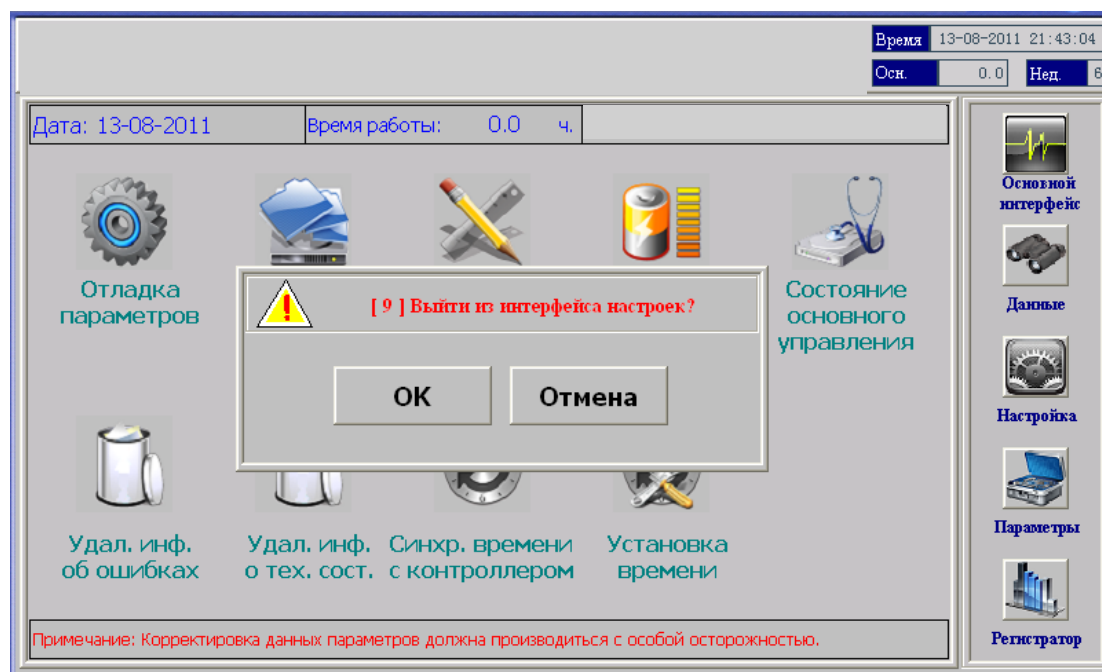 Время 13-08-2011 21:43:04
Осн. 0.0 Нед. 6
Дата: 13-08-2011 Время работы: 0.0 ч.
Основной
интерфейс
Отладка
параметров
[ 9 ] Выйти из интерфейса настроек?
OK Отмена
Состояние
основного
управления
Данные
Настройка
Параметры
Удал. инф.
об ошибках
Удал. инф.
о тех. сост.
Синхр. времени
с контроллером
Установка
времени
Примечание: Корректировка данных параметров должна производиться с особой осторожностью.
Регистратор